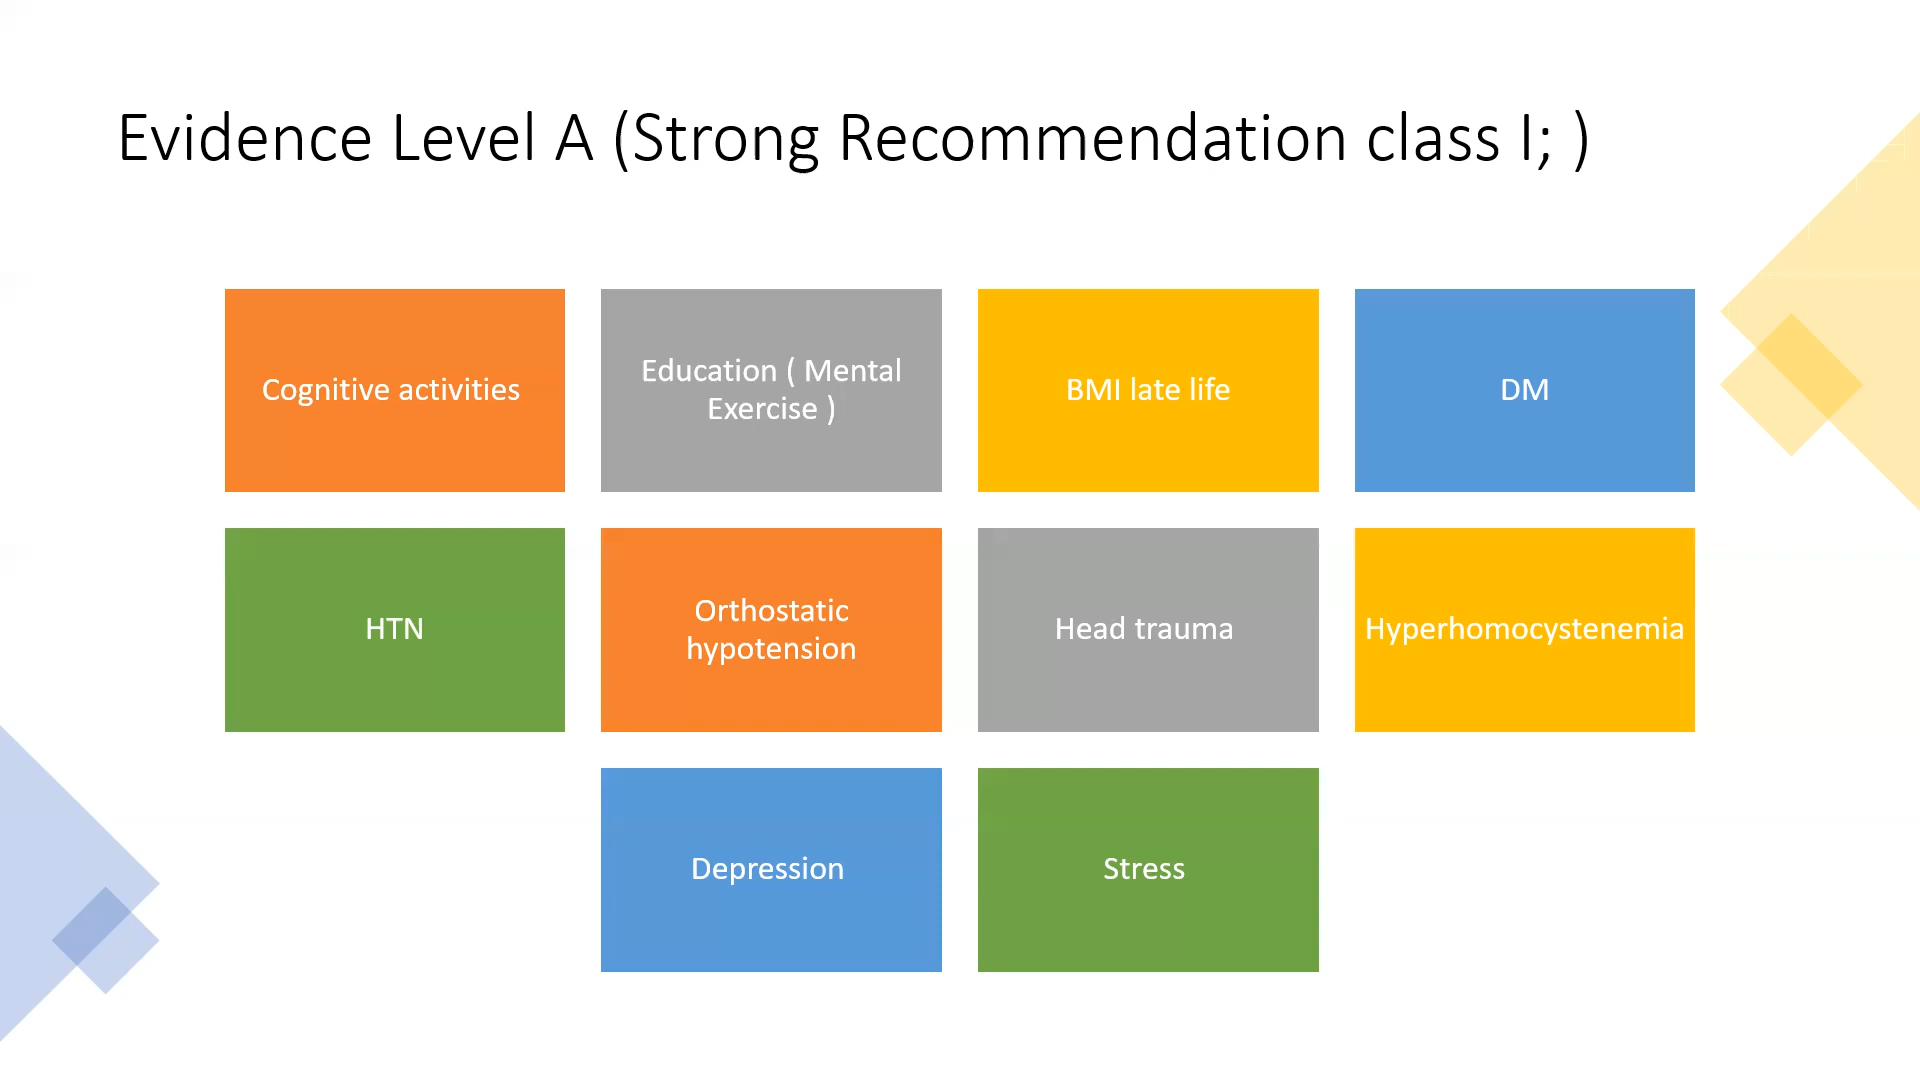 Evidence Level A (Strong Recommendation class I; )
Cognitive activities
Education ( Mental
Exercise )
BMI late life
DM
HTN
Orthostatic
hypotension
Head trauma
Hyperhomocystenemia
Depression
Stress